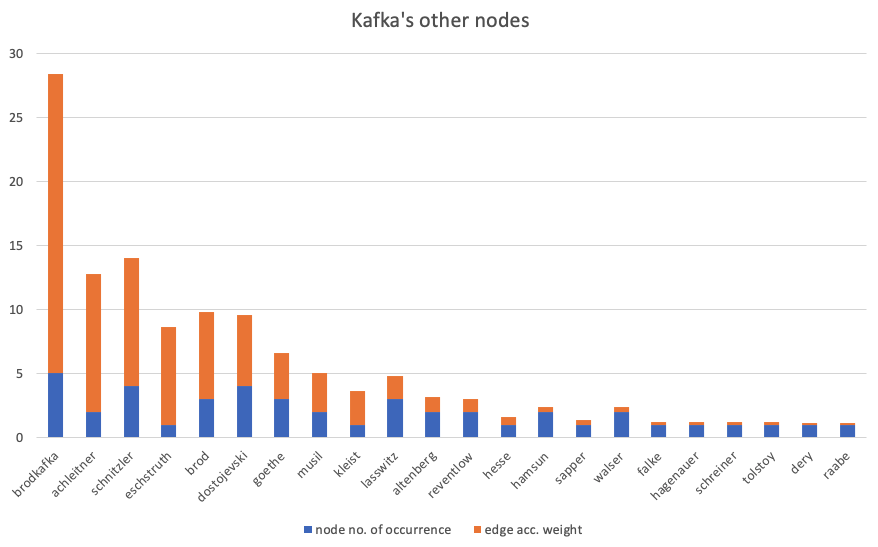 Kafka's other nodes
30
25
20
15
10
5
0
brodkafka
achleitner
schnitzler
eschstruth
brod
dostojevski
goethe
musil
kleist
lasswitz
altenberg
reventlow
hesse
hamsun
sapper
walser
falke
hagenauer
schreiner
tolstoy
dery
raabe
node no. of occurrence edge acc. weight